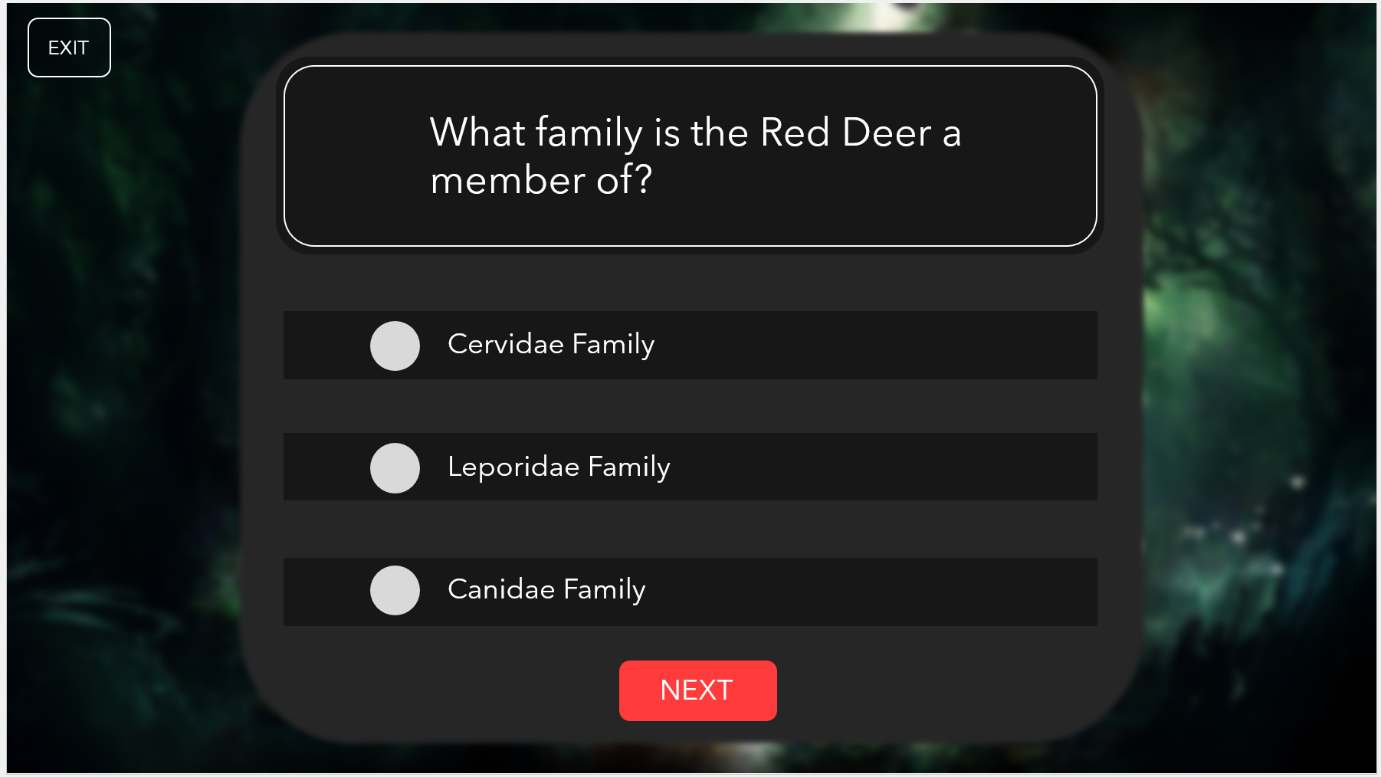 EXIT
What family is the Red Deer a
member of?
Cervidae Family
Leporidae Family
Canidae Family
NEXT